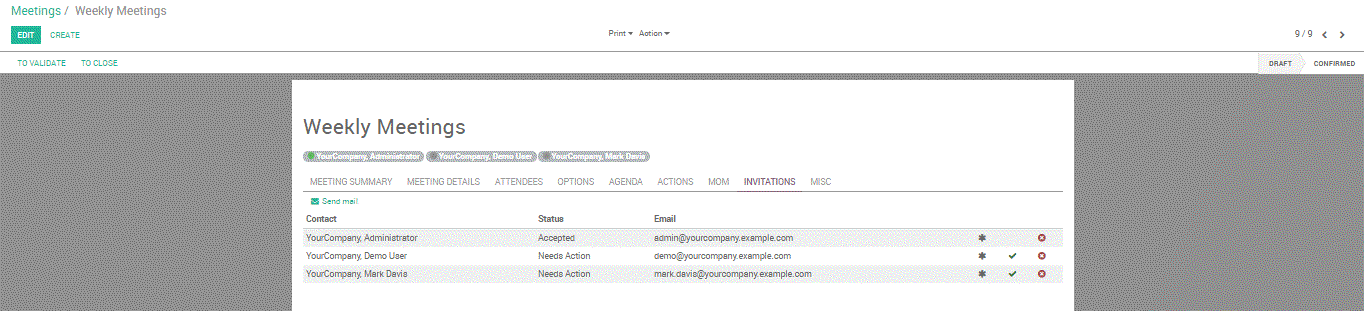 Meetings / Weekly Meetings
EDIT CREATE Print Action 9 / 9
TO VALIDATE TO CLOSE DRAFT CONFIRMED
Weekly Meetings
YourCompany, Administrator YourCompany, Demo User YourCompany, Mark Davis
MEETING SUMMARY MEETING DETAILS ATTENDEES OPTIONS AGENDA ACTIONS MOM INVITATIONS MISC
Send mail
Contact Status Email
YourCompany, Administrator Accepted admin@yourcompany.example.com
YourCompany, Demo User Needs Action demo@yourcompany.example.com
YourCompany, Mark Davis Needs Action mark.davis@yourcompany.example.com